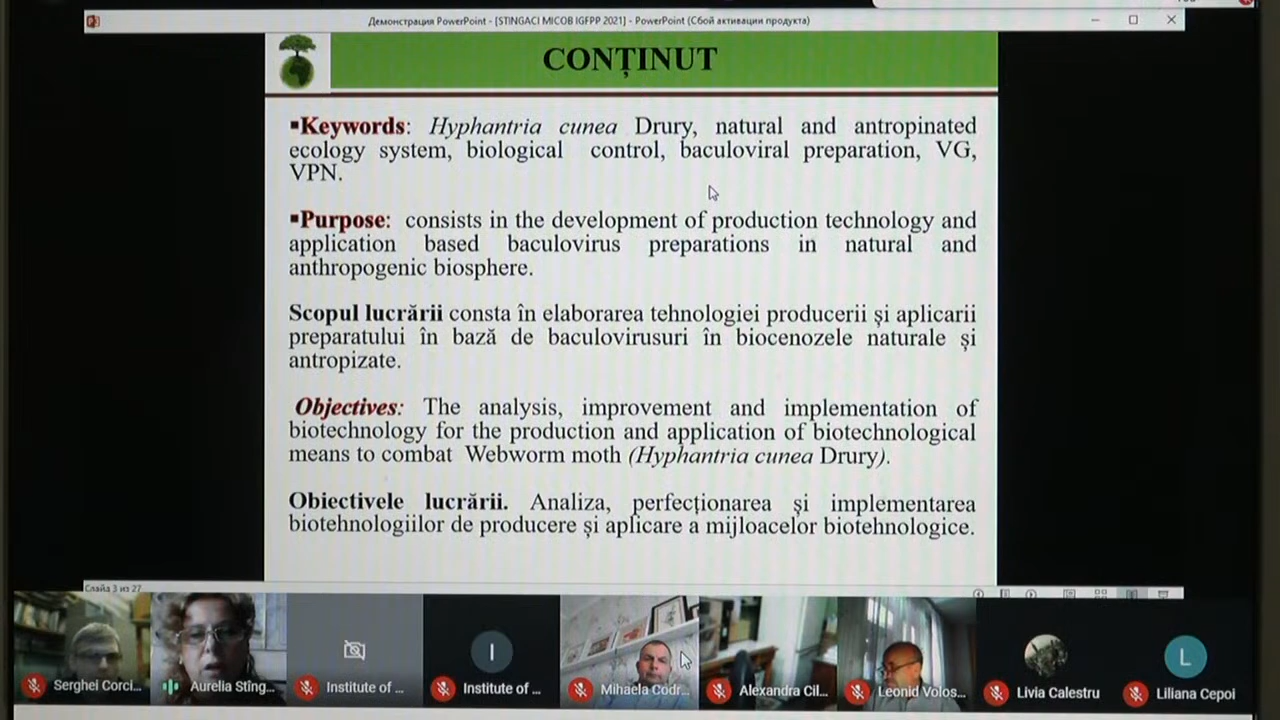 Демонстрация PowerPoint - [STINGACI MICOB IGFPP 2021] - PowerPoint (Сбой активации продукта)
CONȚINUT
▪Keywords: Hyphantria cunea Drury, natural and antropinated
ecology system, biological control, baculoviral preparation, VG,
VPN.
▪Purpose: consists in the development of production technology and
application based baculovirus preparations in natural and
anthropogenic biosphere.
Scopul lucrării consta în elaborarea tehnologiei producerii și aplicarii
preparatului în bază de baculovirusuri în biocenozele naturale și
antropizate.
Objectives: The analysis, improvement and implementation of
biotechnology for the production and application of biotechnological
means to combat Webworm moth (Hyphantria cunea Drury).
Obiectivele lucrării. Analiza, perfecționarea și implementarea
biotehnologiilor de producere și aplicare a mijloacelor biotehnologice.
Слайд 3 из 27
Serghei Corci...
Aurelia Stîng...
Institute of ...
I
Institute of ...
Mihaela Codr...
Alexandra Cil...
Leonid Volos...
Livia Calestru
L
Liliana Cepoi